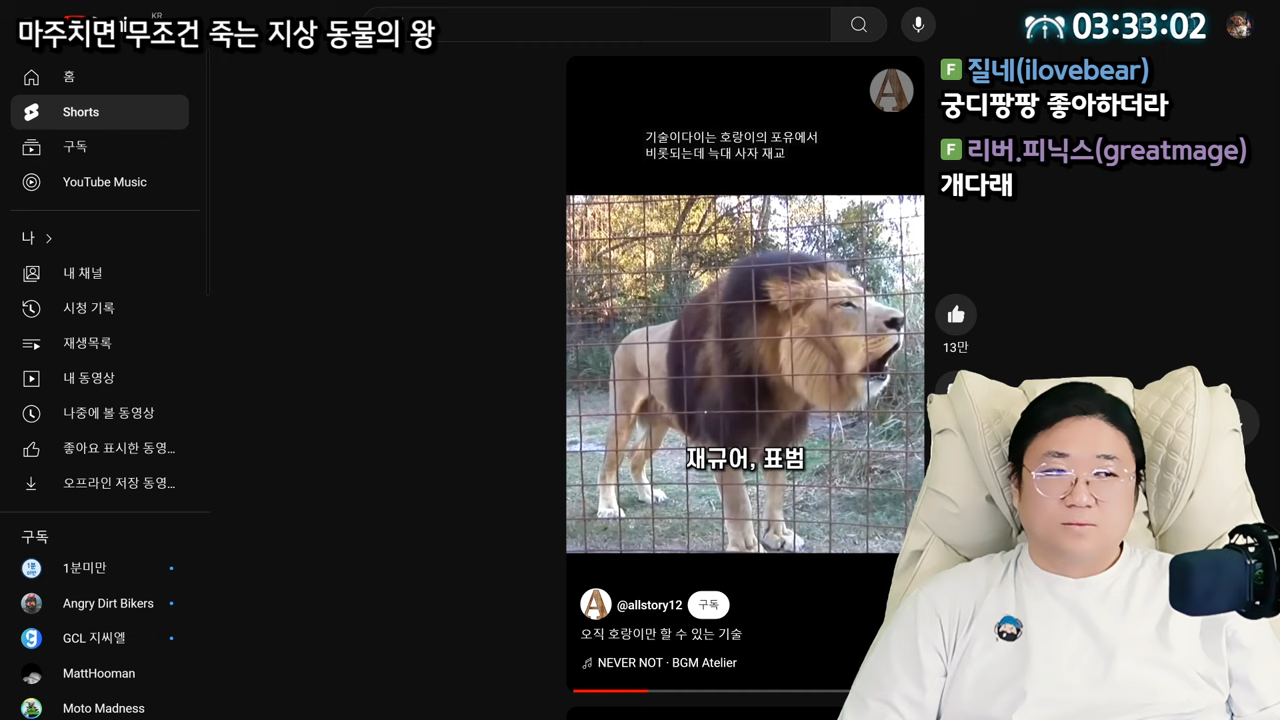 마주치면 무조건 죽는 지상 동물의 왕
KR
03:33:02
홈
Shorts
구독
YouTube Music
나
내 채널
시청 기록
재생목록
내 동영상
나중에 볼 동영상
좋아요 표시한 동영...
오프라인 저장 동영...
구독
1분미만
Angry Dirt Bikers
GCL 지씨엘
MattHooman
Moto Madness
A
기술이다이는 호랑이의 포유에서
비롯되는데 늑대 사자 재교
재규어, 표범
@allstory12 구독
오직 호랑이만 할 수 있는 기술
NEVER NOT · BGM Atelier
F 질네(ilovebear)
궁디팡팡 좋아하더라
F 리버.피닉스(greatmage)
개다래
13만